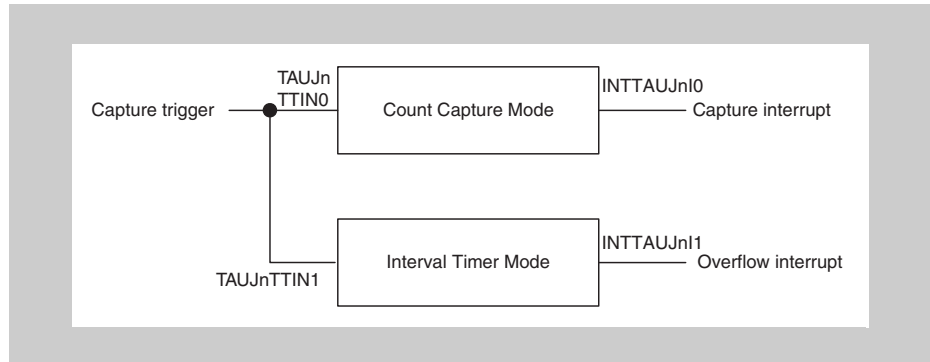 TAUJn
TTIN0
INTTAUJnI0
Capture trigger
Count Capture Mode
Capture interrupt
INTTAUJnI1
Interval Timer Mode
Overflow interrupt
TAUJnTTIN1